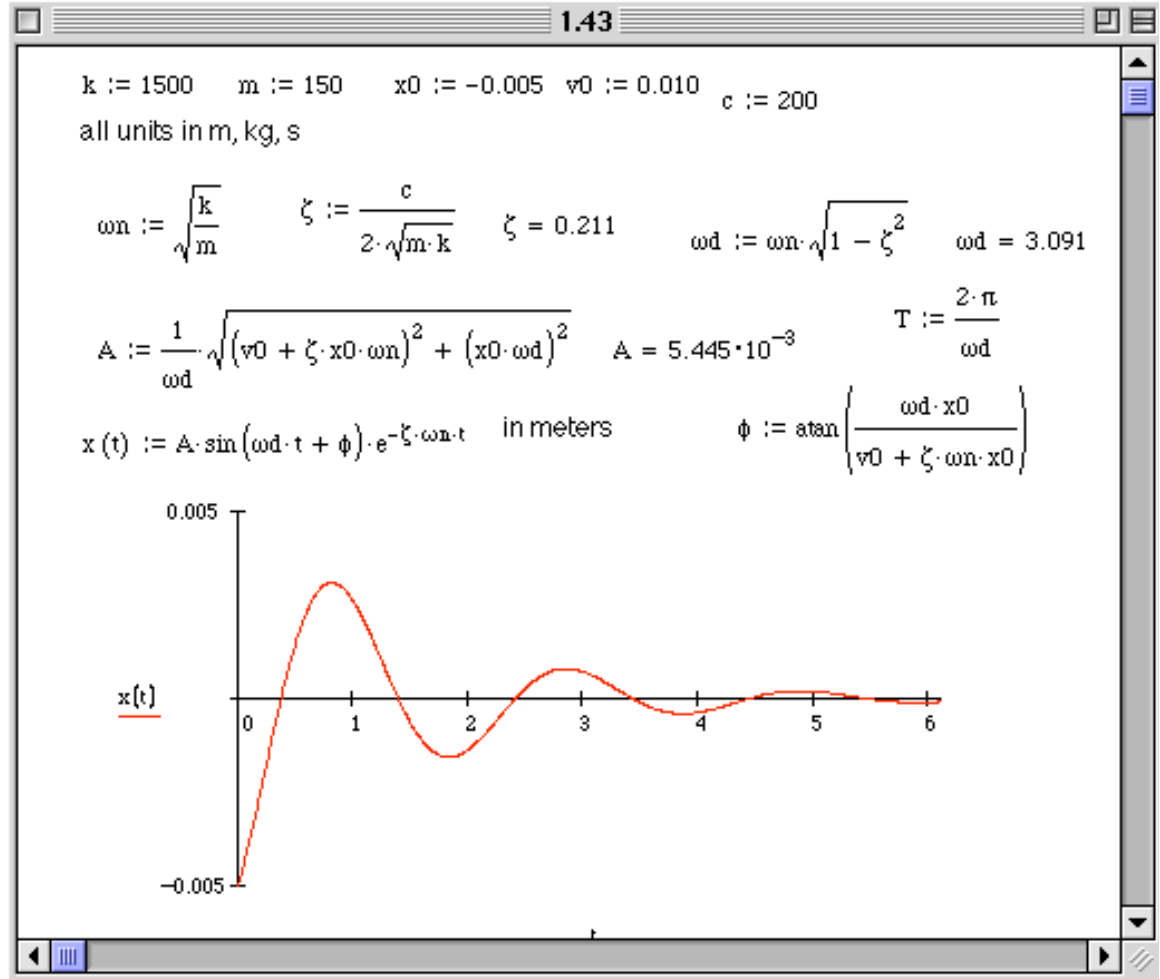 1.43
k := 1500 m := 150 x0 := −0.005 v0 := 0.010 c := 200
all units in m, kg, s
ωn := √(k/m) ζ := c/(2·√(m·k)) ζ = 0.211 ωd := ωn·√(1 − ζ²) ωd = 3.091
A := 1/ωd·√((v0 + ζ·x0·ωn)² + (x0·ωd)²) A = 5.445·10⁻³ T := 2·π/ωd
x(t) := A·sin(ωd·t + ϕ)·e^(−ζ·ωn·t) in meters ϕ := atan(ωd·x0/(v0 + ζ·ωn·x0))
0.005
x(t)
0 1 2 3 4 5 6
−0.005
t